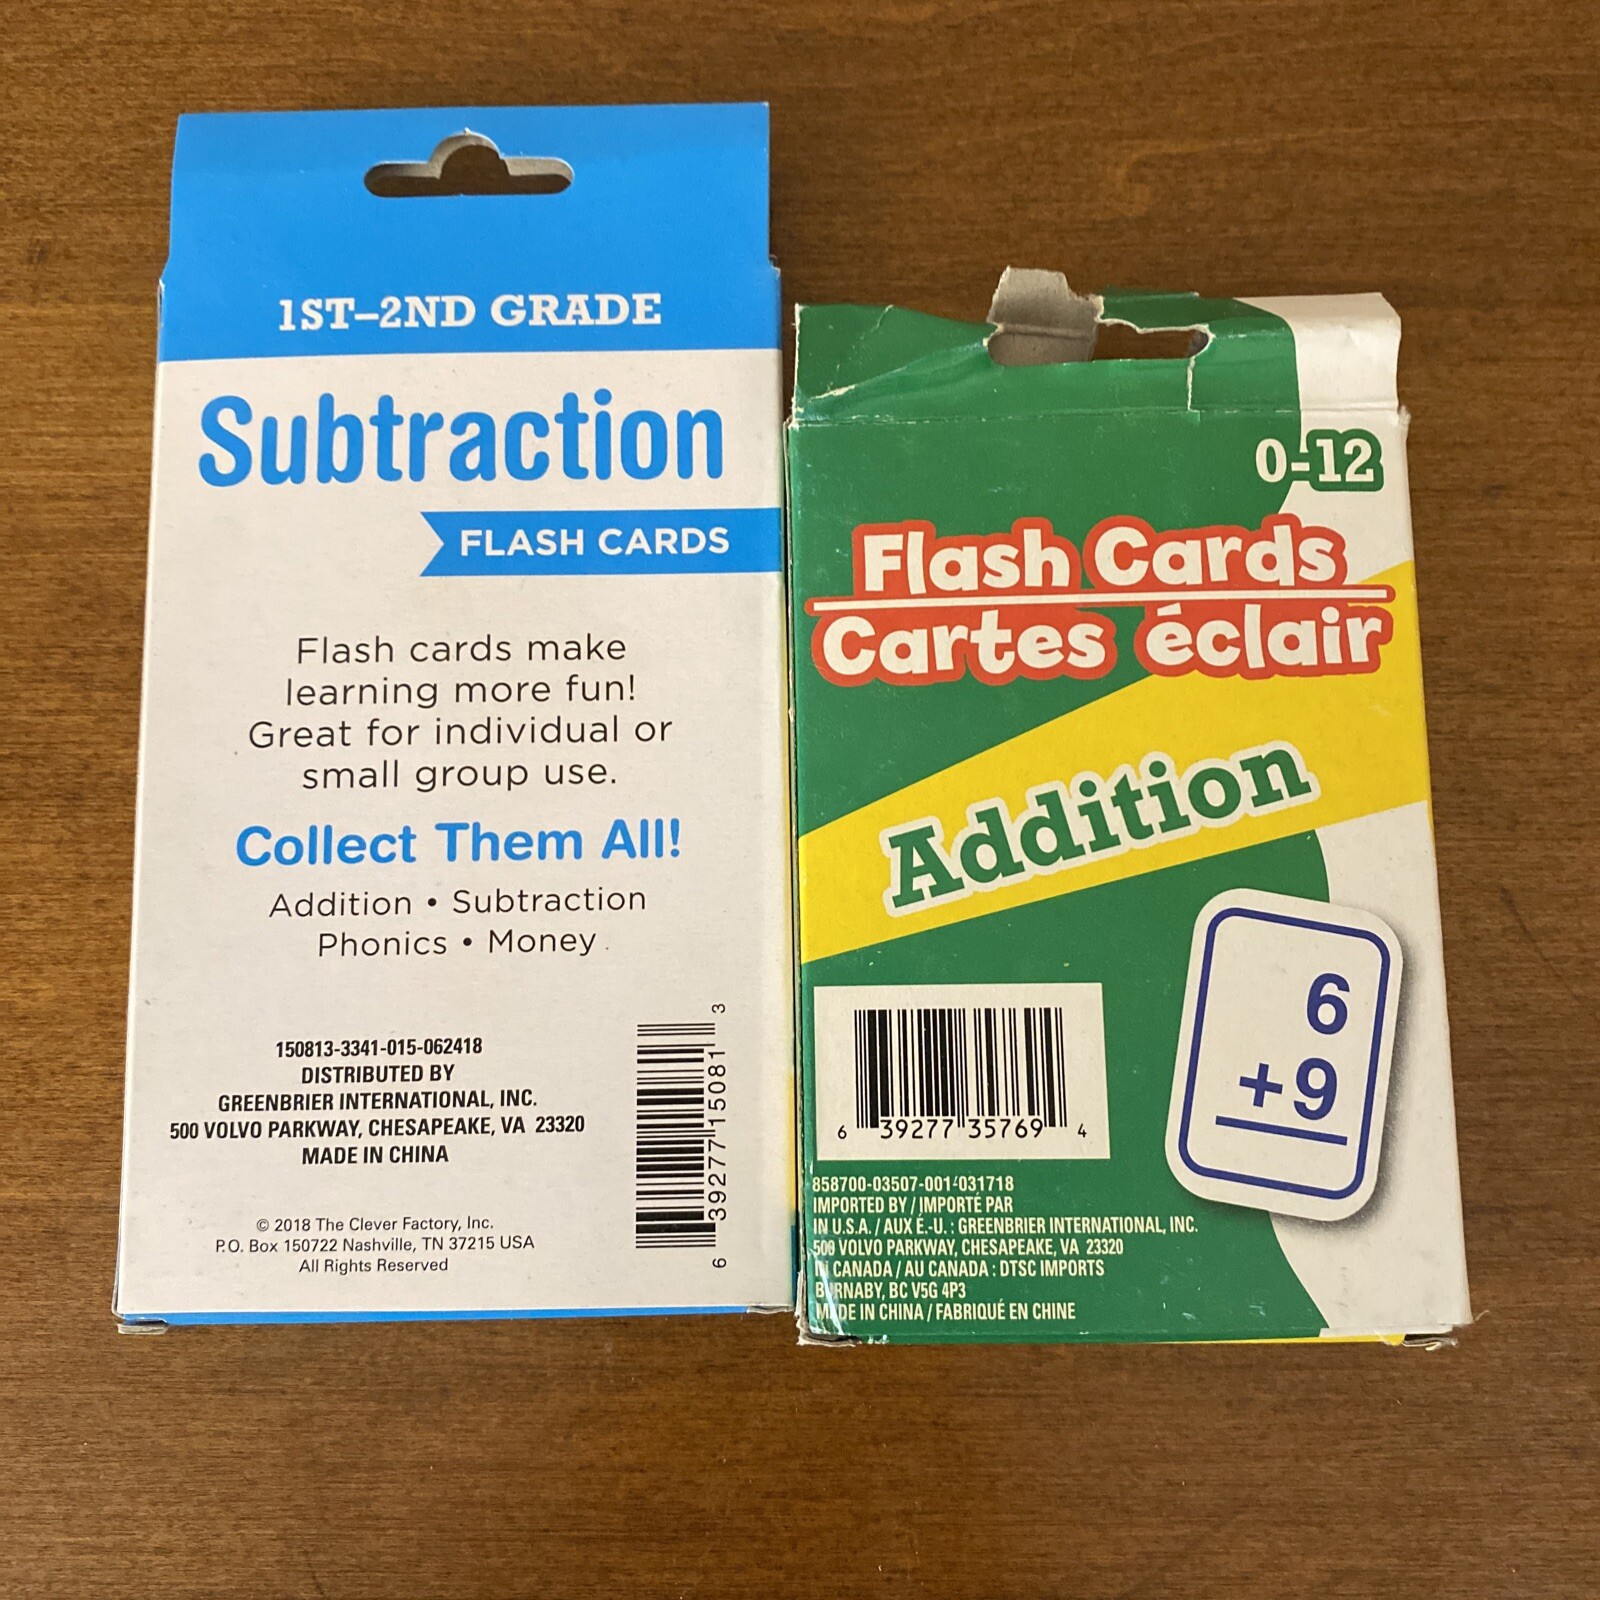 1ST–2ND GRADE
Subtraction
FLASH CARDS
Flash cards make
learning more fun!
Great for individual or
small group use.
Collect Them All!
Addition • Subtraction
Phonics • Money
150813-3341-015-062418
DISTRIBUTED BY
GREENBRIER INTERNATIONAL, INC.
500 VOLVO PARKWAY, CHESAPEAKE, VA 23320
MADE IN CHINA
© 2018 The Clever Factory, Inc.
P.O. Box 150722 Nashville, TN 37215 USA
All Rights Reserved
6 39277 15081 3
0-12
Flash Cards
Cartes éclair
Addition
6
+9
6 39277 35769 4
858700-03507-001-031718
IMPORTED BY / IMPORTÉ PAR
IN U.S.A. / AUX É.-U. : GREENBRIER INTERNATIONAL, INC.
500 VOLVO PARKWAY, CHESAPEAKE, VA 23320
IN CANADA / AU CANADA : DTSC IMPORTS
BURNABY, BC V5G 4P3
MADE IN CHINA / FABRIQUÉ EN CHINE